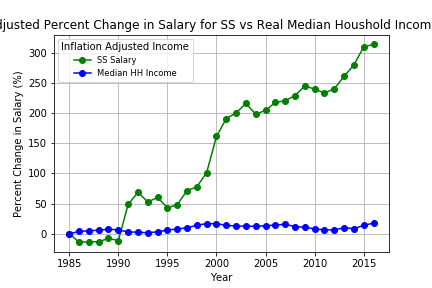 djusted Percent Change in Salary for SS vs Real Median Houshold Incom
Inflation Adjusted Income
SS Salary
Median HH Income
Percent Change in Salary (%)
300
250
200
150
100
50
0
1985
1990
1995
2000
2005
2010
2015
Year